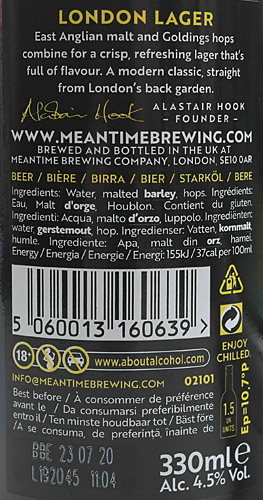 LONDON LAGER
East Anglian malt and Goldings hops
combine for a crisp, refreshing lager that's
full of flavour. A modern classic, straight
from London's back garden.
Alastair Hook
ALASTAIR HOOK
– FOUNDER –
WWW.MEANTIMEBREWING.COM
BREWED AND BOTTLED IN THE UK AT
MEANTIME BREWING COMPANY, LONDON, SE10 0AR
BEER / BIÈRE / BIRRA / BIER / STARKÖL / BERE
Ingredients: Water, malted barley, hops. Ingrédients:
Eau, Malt d'orge, Houblon. Contient du gluten.
Ingredienti: Acqua, malto d'orzo, luppolo. Ingrediënten:
water, gerstemout, hop. Ingredienser: Vatten, kornmalt,
humle. Ingrediente: Apa, malt din orz, hamei.
Energy / Energia / Energie / Energi: 155kJ / 37cal per 100ml
5 060013 160639 >
ENJOY
CHILLED.
1.5
UK
UNITS
Ep=10.7°p
18+
www.aboutalcohol.com
INFO@MEANTIMEBREWING.COM 02101
Best before / À consommer de préférence
avant le / Da consumarsi preferibilmente
entro il / Ten minste houdbaar tot / Bäst före
/ A se consuma, de preferință, înainte de
BBE 23 07 20
L192045 11:04
330ml e
Alc. 4.5% Vol.